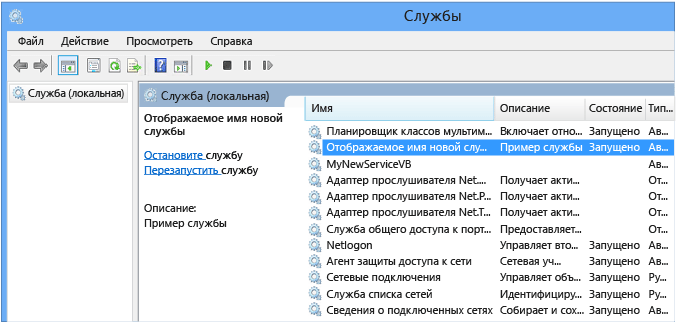 Службы
Файл Действие Просмотреть Справка
Служба (локальная)
Служба (локальная)
Отображаемое имя новой
службы
Остановите службу
Перезапустить службу
Описание:
Пример службы
Имя Описание Состояние Тип...
Планировщик классов мультим... Включает отно... Запущено Ав...
Отображаемое имя новой слу... Пример службы Запущено Ав...
MyNewServiceVB Ав...
Адаптер прослушивателя Net.... Получает акти... От...
Адаптер прослушивателя Net.P... Получает акти... От...
Адаптер прослушивателя Net.T... Получает акти... От...
Служба общего доступа к порт... Предоставляет... От...
Netlogon Управляет вто... Запущено Ав...
Агент защиты доступа к сети Сетевая уч... Запущено Ав...
Сетевые подключения Управляет объ... Запущено Ру...
Служба списка сетей Идентифициру... Запущено Ру...
Сведения о подключенных сетях Собирает и сох... Запущено Ав...